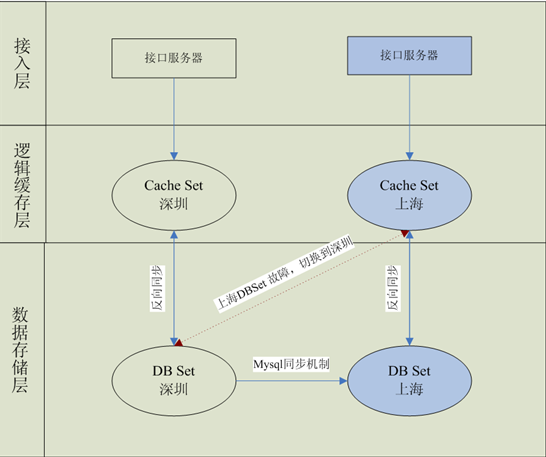 接入层
接口服务器
接口服务器
逻辑缓存层
Cache Set
深圳
Cache Set
上海
数据存储层
反向同步
上海DBSet 故障，切换到深圳
反向同步
DB Set
深圳
Mysql同步机制
DB Set
上海